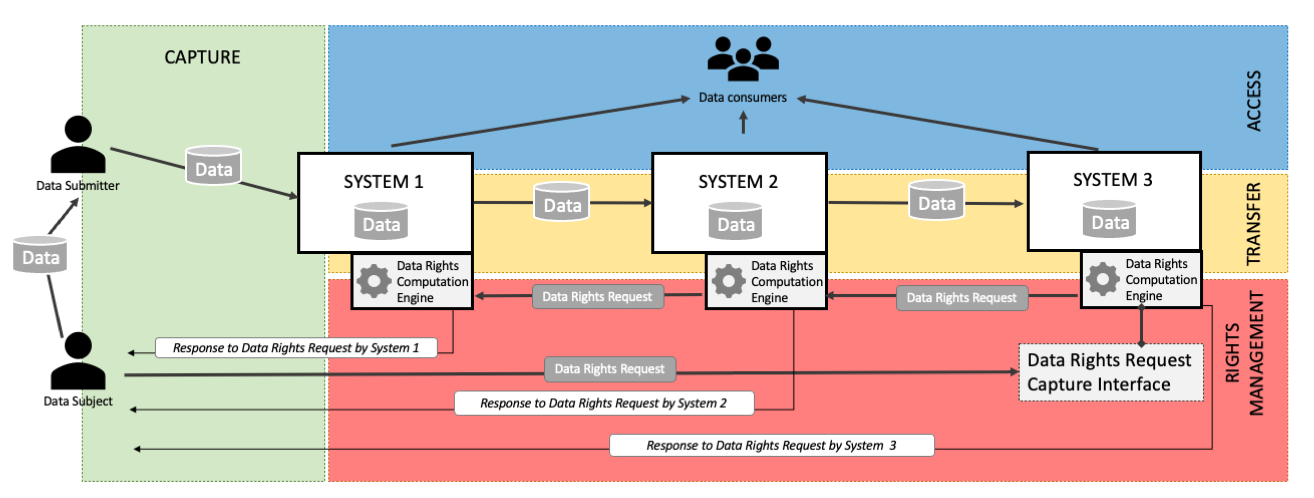 CAPTURE
Data consumers
ACCESS
Data Submitter
Data
SYSTEM 1
Data
Data
SYSTEM 2
Data
Data
SYSTEM 3
Data
TRANSFER
Data
Data Rights
Computation
Engine
Data Rights
Computation
Engine
Data Rights
Computation
Engine
Data Rights Request
Data Rights Request
RIGHTS
MANAGEMENT
Response to Data Rights Request by System 1
Data Subject
Data Rights Request
Data Rights Request
Capture Interface
Response to Data Rights Request by System 2
Response to Data Rights Request by System 3